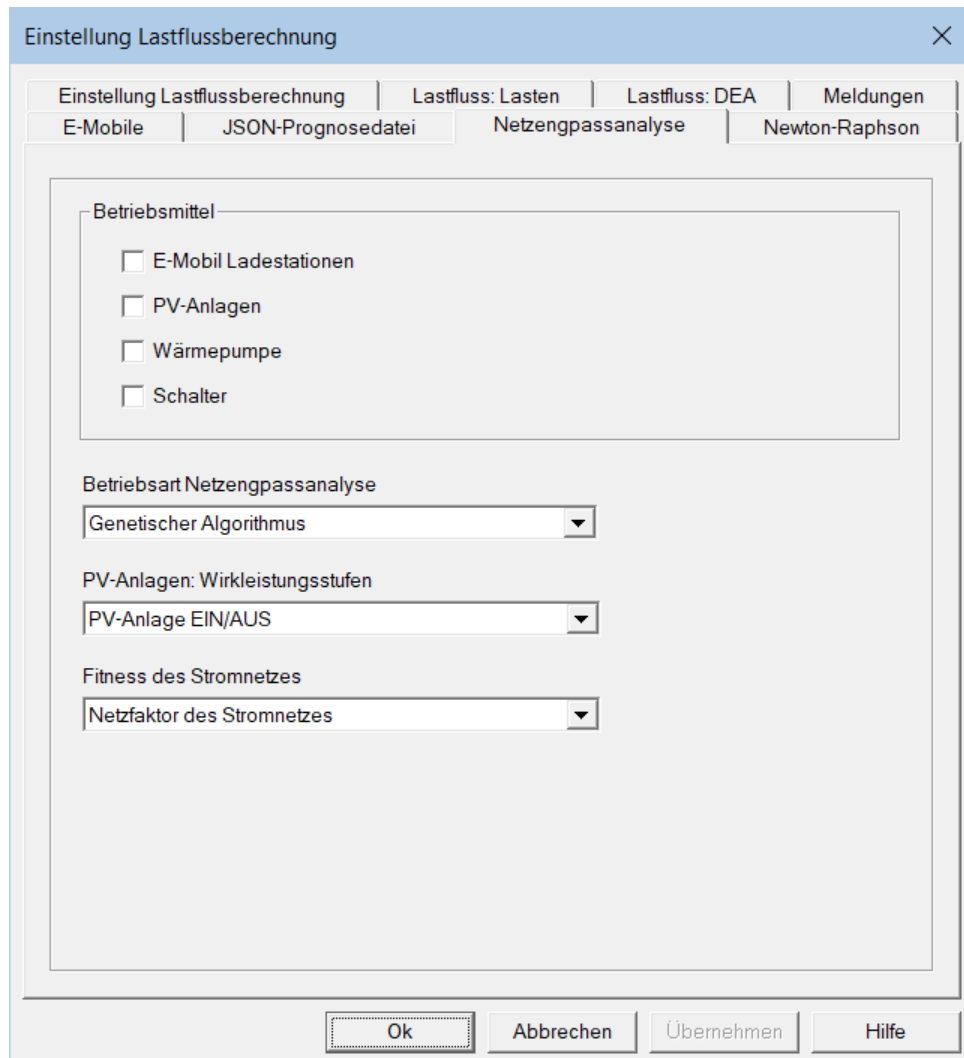 Einstellung Lastflussberechnung
Einstellung Lastflussberechnung Lastfluss: Lasten Lastfluss: DEA Meldungen
E-Mobile JSON-Prognosedatei Netzengpassanalyse Newton-Raphson
Betriebsmittel
E-Mobil Ladestationen
PV-Anlagen
Wärmepumpe
Schalter
Betriebsart Netzengpassanalyse
Genetischer Algorithmus
PV-Anlagen: Wirkleistungsstufen
PV-Anlage EIN/AUS
Fitness des Stromnetzes
Netzfaktor des Stromnetzes
Ok Abbrechen Übernehmen Hilfe